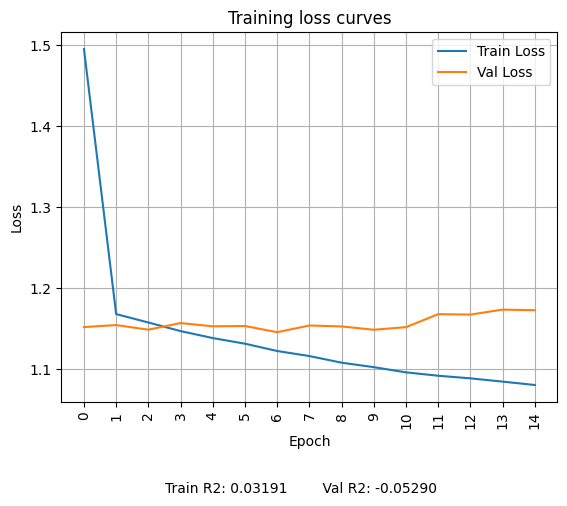 Training loss curves
Train Loss
Val Loss
Loss
1.5
1.4
1.3
1.2
1.1
0 1 2 3 4 5 6 7 8 9 10 11 12 13 14
Epoch
Train R2: 0.03191 Val R2: -0.05290